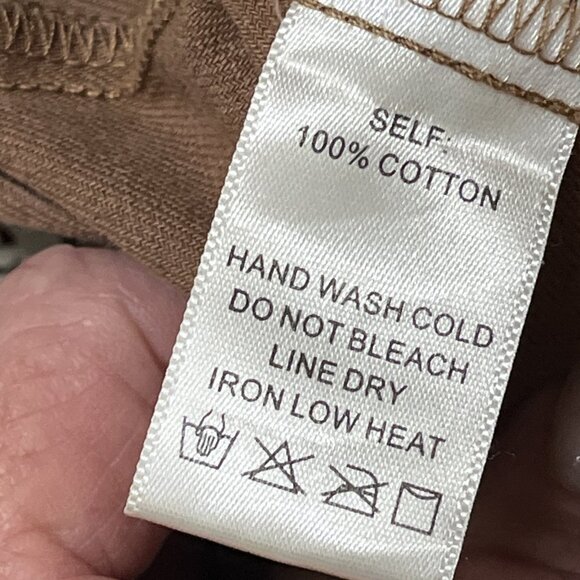 SELF:
100% COTTON
HAND WASH COLD
DO NOT BLEACH
LINE DRY
IRON LOW HEAT